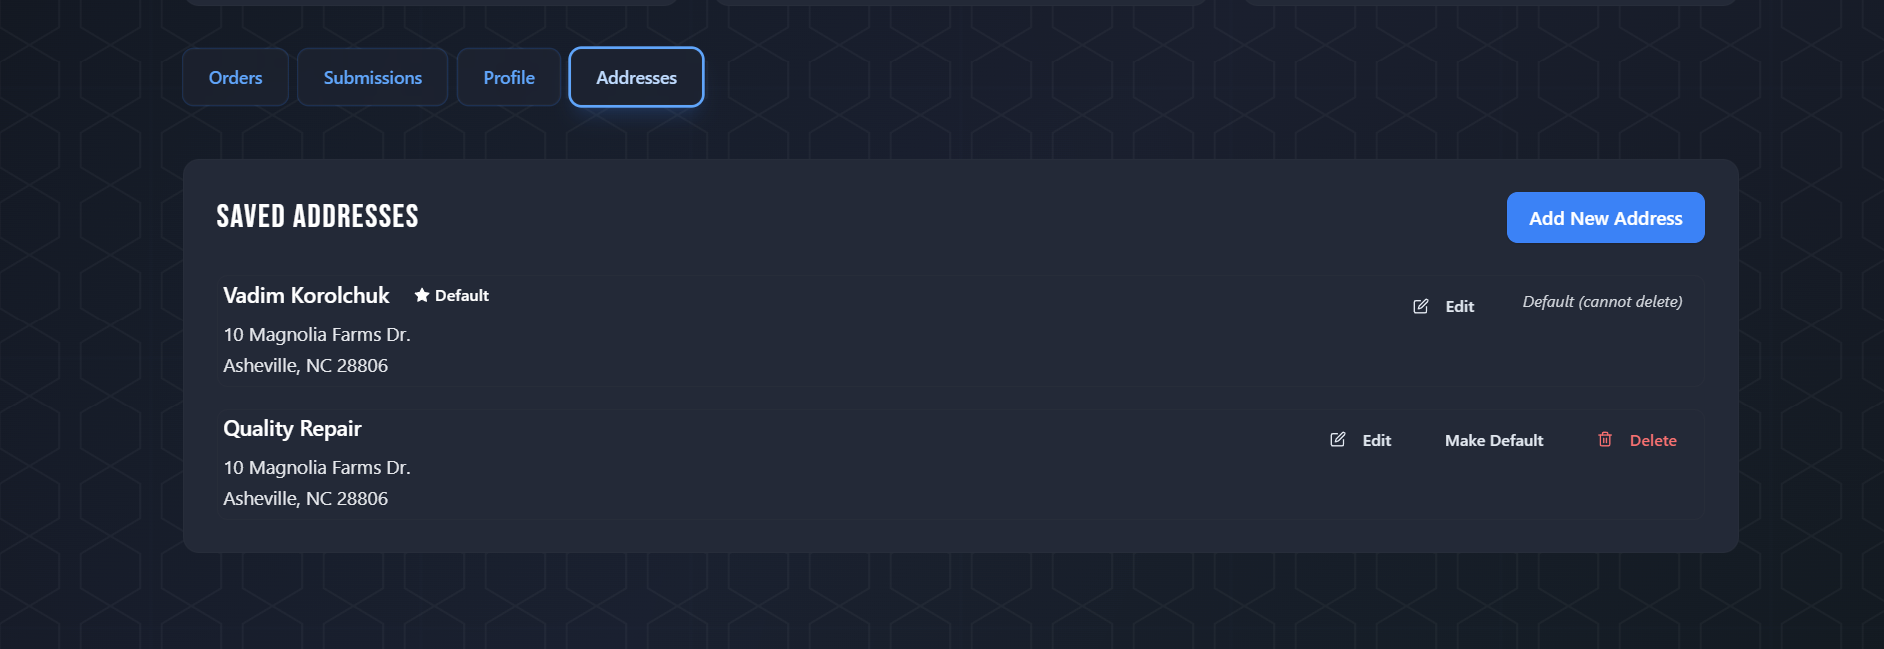 Orders
Submissions
Profile
Addresses
SAVED ADDRESSES
Add New Address
Vadim Korolchuk
Default
Edit
Default (cannot delete)
10 Magnolia Farms Dr.
Asheville, NC 28806
Quality Repair
Edit
Make Default
Delete
10 Magnolia Farms Dr.
Asheville, NC 28806